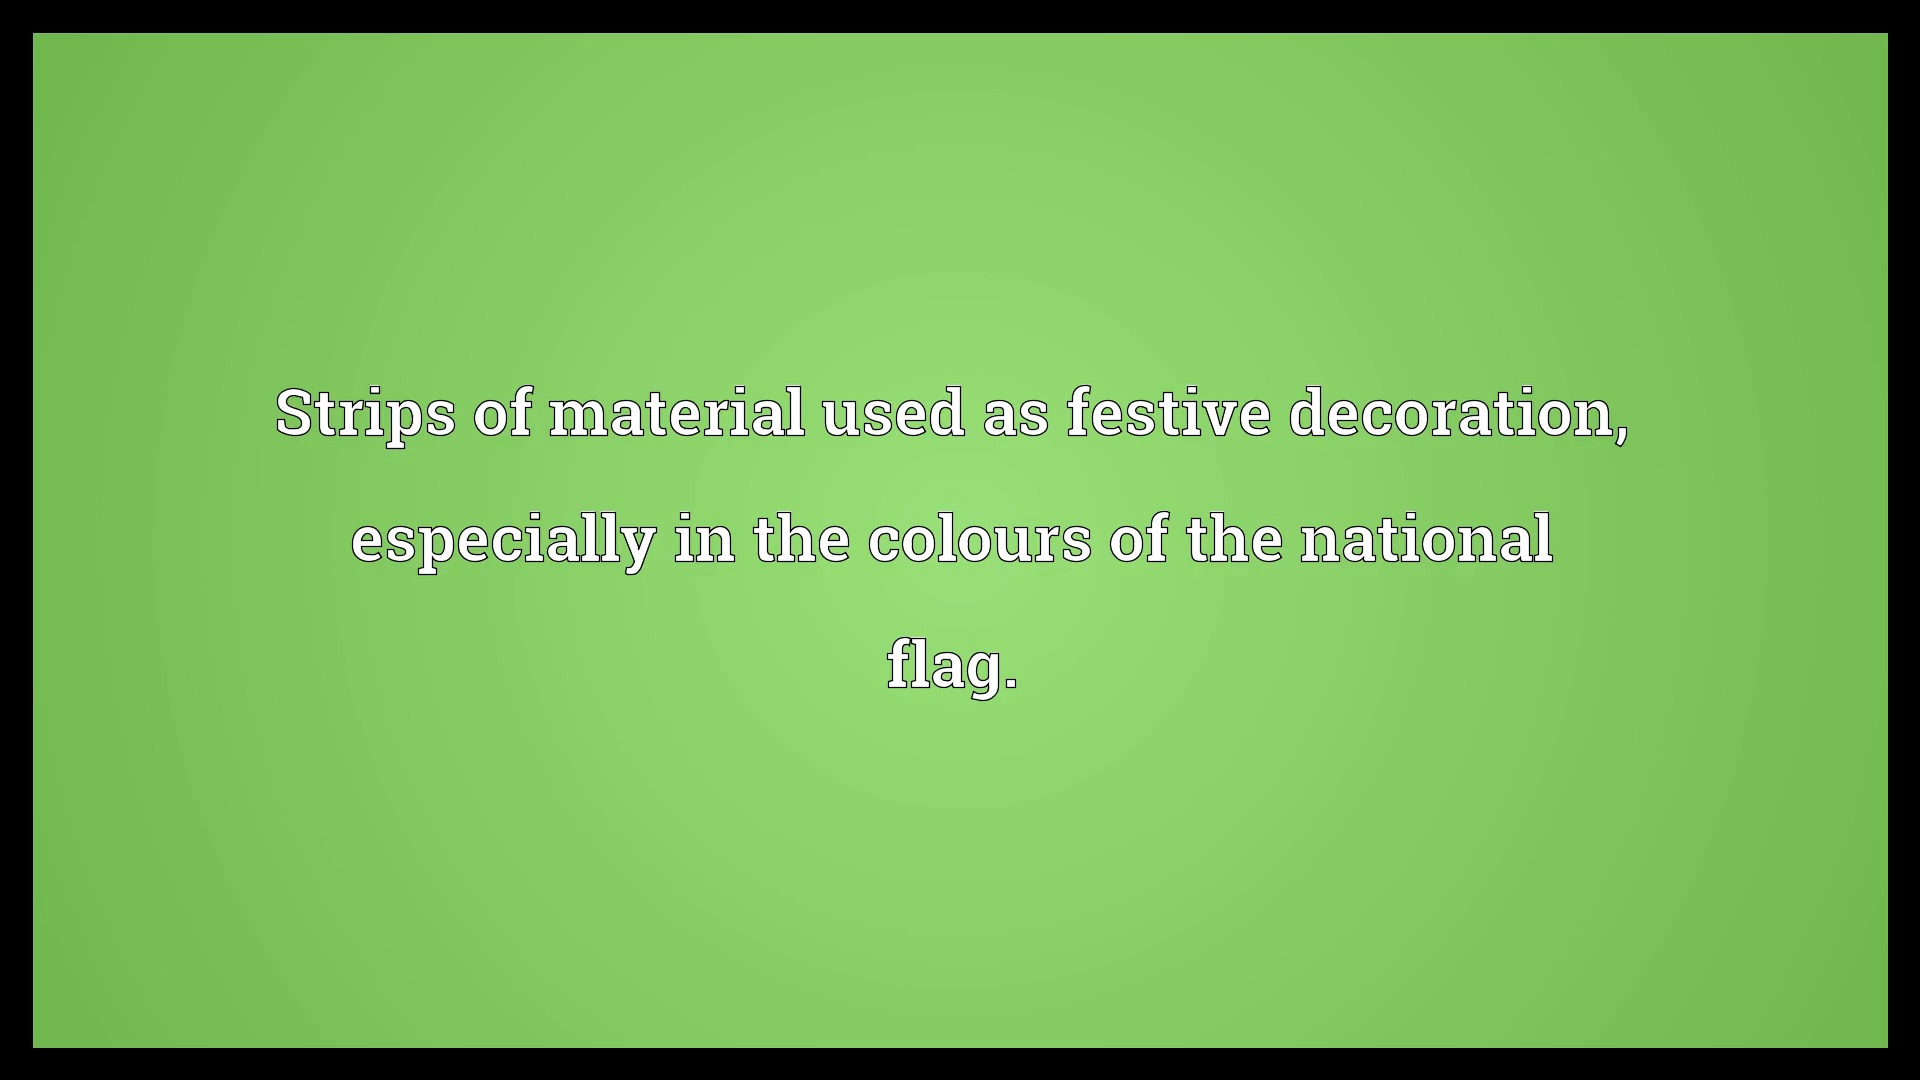 Strips of material used as festive decoration,
especially in the colours of the national
flag.